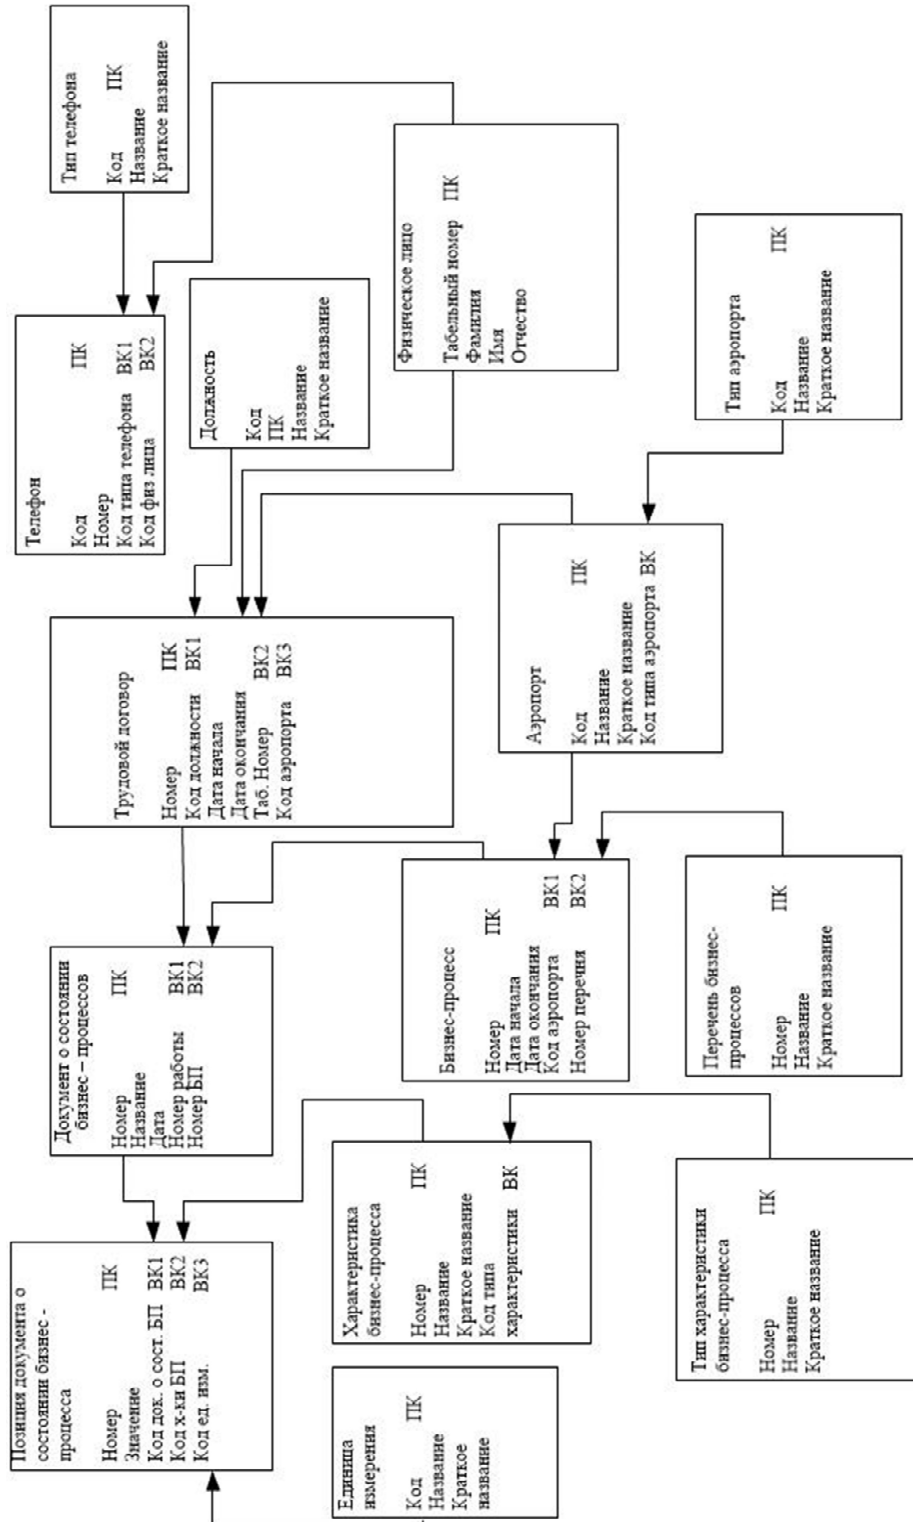 Позиция документа о
состоянии бизнес -
процесса
Номер ПК
Значение
Код док. о сост. БП ВК1
Код х-ки БП ВК2
Код ед. изм. ВК3
Документ о состоянии
бизнес – процессов
Номер ПК
Название
Дата
Номер работы ВК1
Номер БП ВК2
Трудовой договор
Номер ПК
Код должности ВК1
Дата начала
Дата окончания
Таб. Номер ВК2
Код аэропорта ВК3
Телефон
Код ПК
Номер
Код типа телефона ВК1
Код физ лица ВК2
Тип телефона
Код ПК
Название
Краткое название
Должность
Код
ПК
Название
Краткое название
Единица
измерения
Код ПК
Название
Краткое
название
Характеристика
бизнес-процесса
Номер ПК
Название
Краткое название
Код типа
характеристики ВК
Бизнес-процесс
Номер ПК
Дата начала
Дата окончания
Код аэропорта ВК1
Номер перечня ВК2
Аэропорт
Код ПК
Название
Краткое название
Код типа аэропорта ВК
Физическое лицо
Табельный номер ПК
Фамилия
Имя
Отчество
Тип характеристики
бизнес-процесса
Номер ПК
Название
Краткое название
Перечень бизнес-
процессов
Номер ПК
Название
Краткое название
Тип аэропорта
Код ПК
Название
Краткое название